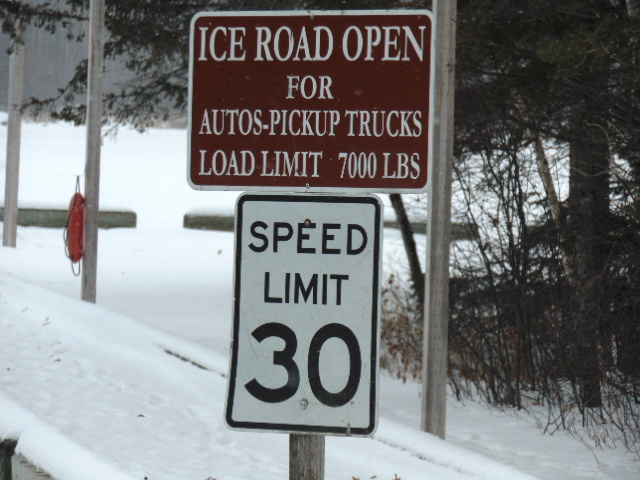 ICE ROAD OPEN
FOR
AUTOS-PICKUP TRUCKS
LOAD LIMIT 7000 LBS
SPEED
LIMIT
30